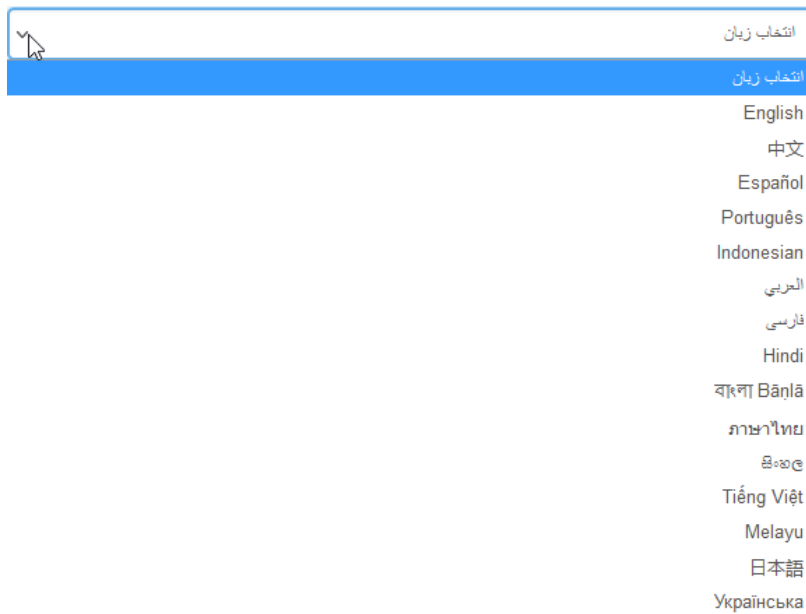 انتخاب زبان
انتخاب زبان
English
中文
Español
Português
Indonesian
العربي
فارسی
Hindi
বাংলা Bāṇlā
ภาษาไทย
සිංහල
Tiếng Việt
Melayu
日本語
Українська